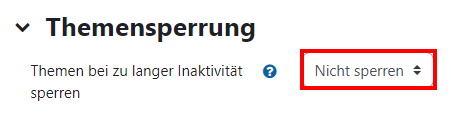 Themensperrung
Themen bei zu langer Inaktivität
sperren
Nicht sperren